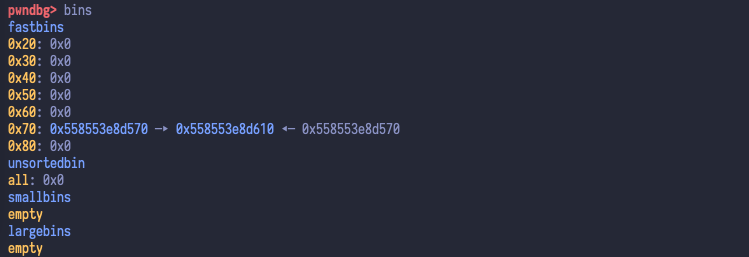 pwndbg> bins
fastbins
0x20: 0x0
0x30: 0x0
0x40: 0x0
0x50: 0x0
0x60: 0x0
0x70: 0x558553e8d570 —▸ 0x558553e8d610 ◂— 0x558553e8d570
0x80: 0x0
unsortedbin
all: 0x0
smallbins
empty
largebins
empty